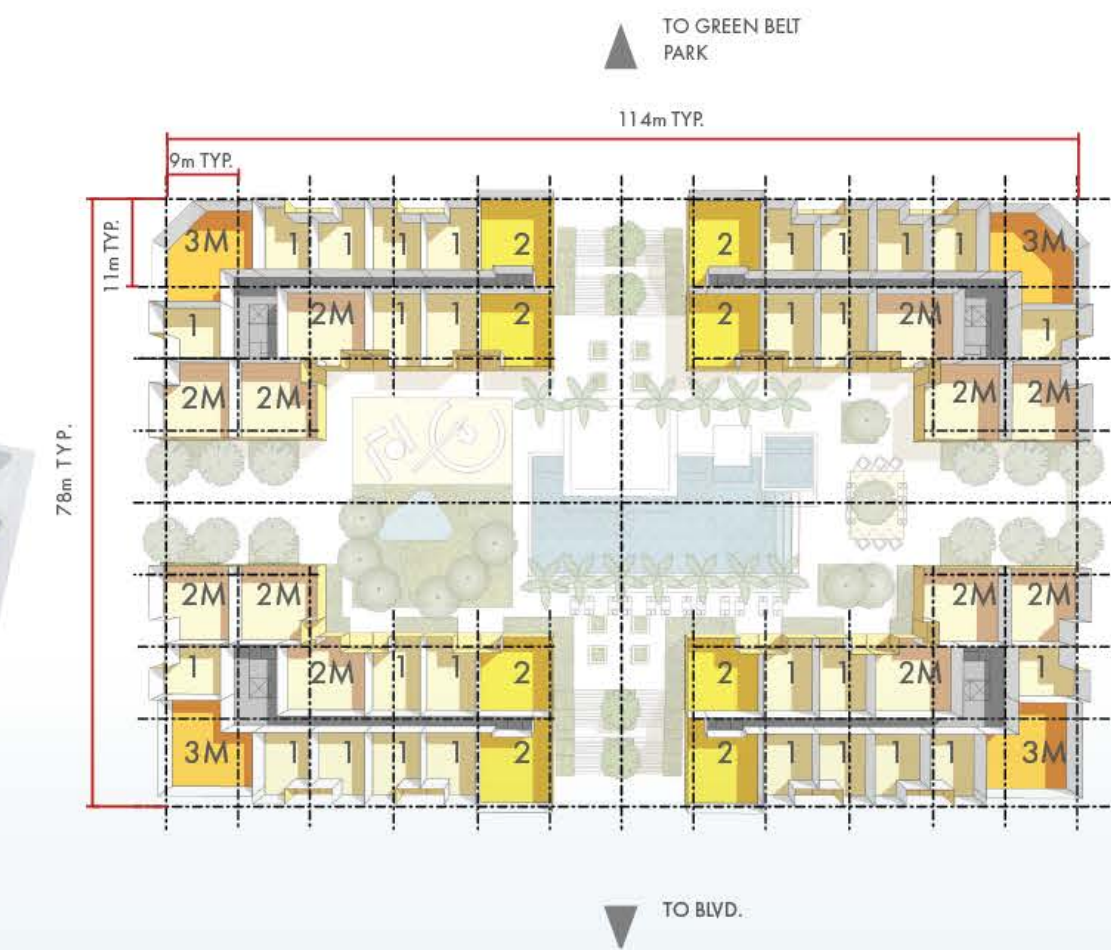 TO GREEN BELT
PARK
114m TYP.
9m TYP.
11m TYP.
78m TYP.
3M 1 1 1 1 2 2 1 1 1 1 3M
1 2M 1 1 2 2 1 1 2M 1
2M 2M 2M 2M
2M 2M 2M 2M
1 2M 1 1 2 2 1 1 2M 1
3M 1 1 1 1 2 2 1 1 1 1 3M
TO BLVD.